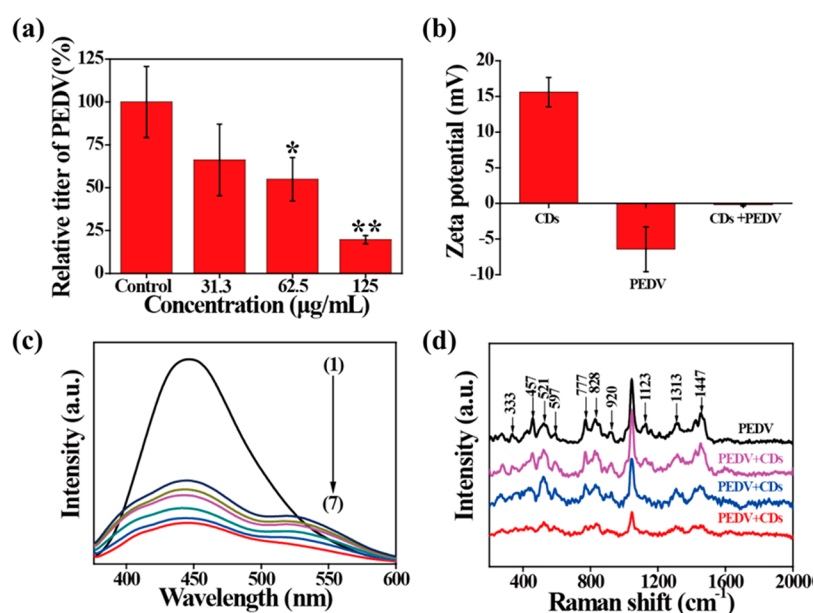 (a)
Relative titer of PEDV(%)
125
100
75
50
25
0
*
**
Control
31.3
62.5
125
Concentration (μg/mL)
(b)
Zeta potential (mV)
20
15
10
5
0
-5
-10
CDs
PEDV
CDs +PEDV
(c)
Intensity (a.u.)
(1)
(7)
400
450
500
550
600
Wavelength (nm)
(d)
Intensity (a.u.)
333
457
521
597
777
828
920
1123
1313
1447
PEDV
PEDV+CDs
PEDV+CDs
PEDV+CDs
400
800
1200
1600
2000
Raman shift (cm-1)